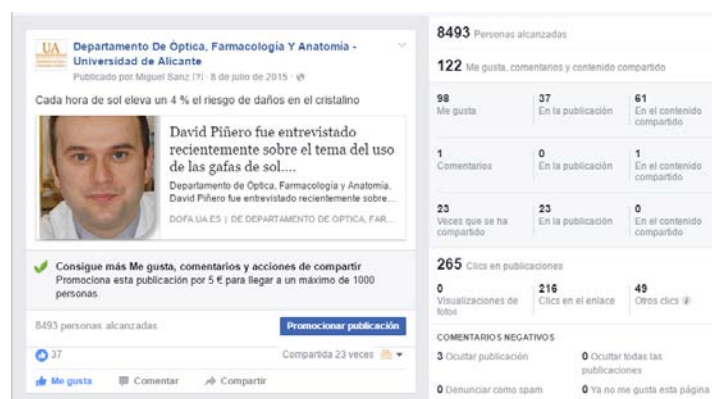 UA
Departamento De Óptica, Farmacología Y Anatomía -
Universidad de Alicante
Publicado por Miguel Sanz [?] · 8 de julio de 2015 ·
Cada hora de sol eleva un 4 % el riesgo de daños en el cristalino
David Piñero fue entrevistado
recientemente sobre el tema del uso
de las gafas de sol....
Departamento de Óptica, Farmacología y Anatomía.
David Piñero fue entrevistado recientemente sobre...
DOFA.UA.ES | DE DEPARTAMENTO DE OPTICA, FAR...
Consigue más Me gusta, comentarios y acciones de compartir
Promociona esta publicación por 5 € para llegar a un máximo de 1000
personas.
8493 personas alcanzadas
Promocionar publicación
37
Compartida 23 veces
Me gusta Comentar Compartir
8493 Personas alcanzadas
122 Me gusta, comentarios y contenido compartido
98 37 61
Me gusta En la publicación En el contenido
compartido
1 0 1
Comentarios En la publicación En el contenido
compartido
23 23 0
Veces que se ha En la publicación En el contenido
compartido compartido
265 Clics en publicaciones
0 216 49
Visualizaciones de Clics en el enlace Otros clics
fotos
COMENTARIOS NEGATIVOS
3 Ocultar publicación 0 Ocultar todas las
publicaciones
0 Denunciar como spam 0 Ya no me gusta esta página